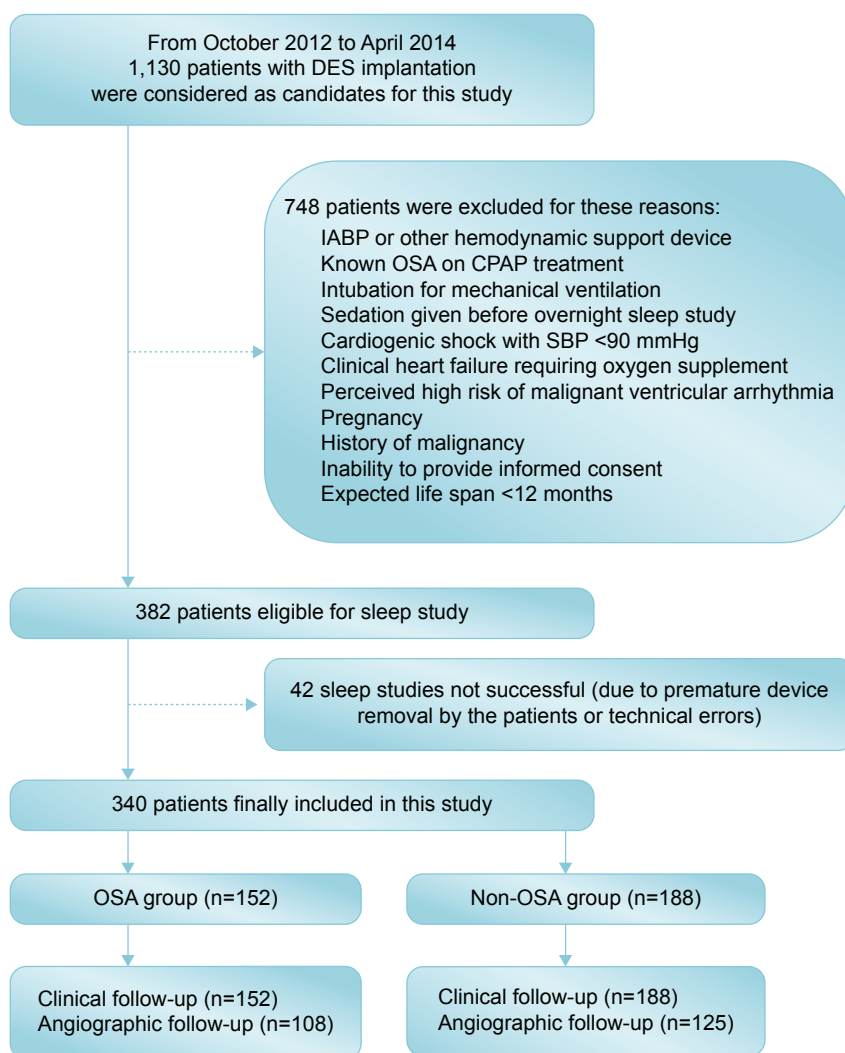 From October 2012 to April 2014
1,130 patients with DES implantation
were considered as candidates for this study
748 patients were excluded for these reasons:
IABP or other hemodynamic support device
Known OSA on CPAP treatment
Intubation for mechanical ventilation
Sedation given before overnight sleep study
Cardiogenic shock with SBP <90 mmHg
Clinical heart failure requiring oxygen supplement
Perceived high risk of malignant ventricular arrhythmia
Pregnancy
History of malignancy
Inability to provide informed consent
Expected life span <12 months
382 patients eligible for sleep study
42 sleep studies not successful (due to premature device
removal by the patients or technical errors)
340 patients finally included in this study
OSA group (n=152)
Non-OSA group (n=188)
Clinical follow-up (n=152)
Angiographic follow-up (n=108)
Clinical follow-up (n=188)
Angiographic follow-up (n=125)